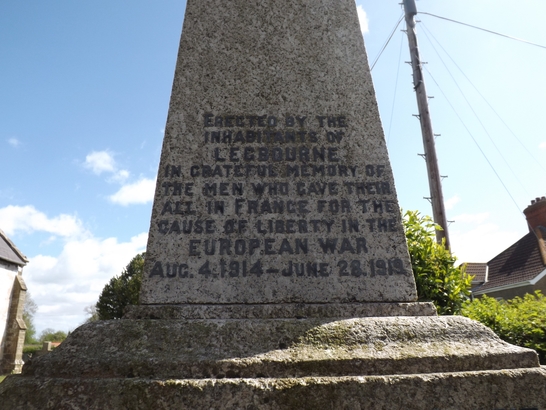 ERECTED BY THE
INHABITANTS OF
LEGBOURNE
IN GRATEFUL MEMORY OF
THE MEN WHO GAVE THEIR
ALL IN FRANCE FOR THE
CAUSE OF LIBERTY IN THE
EUROPEAN WAR
AUG. 4. 1914 – JUNE 28. 1919